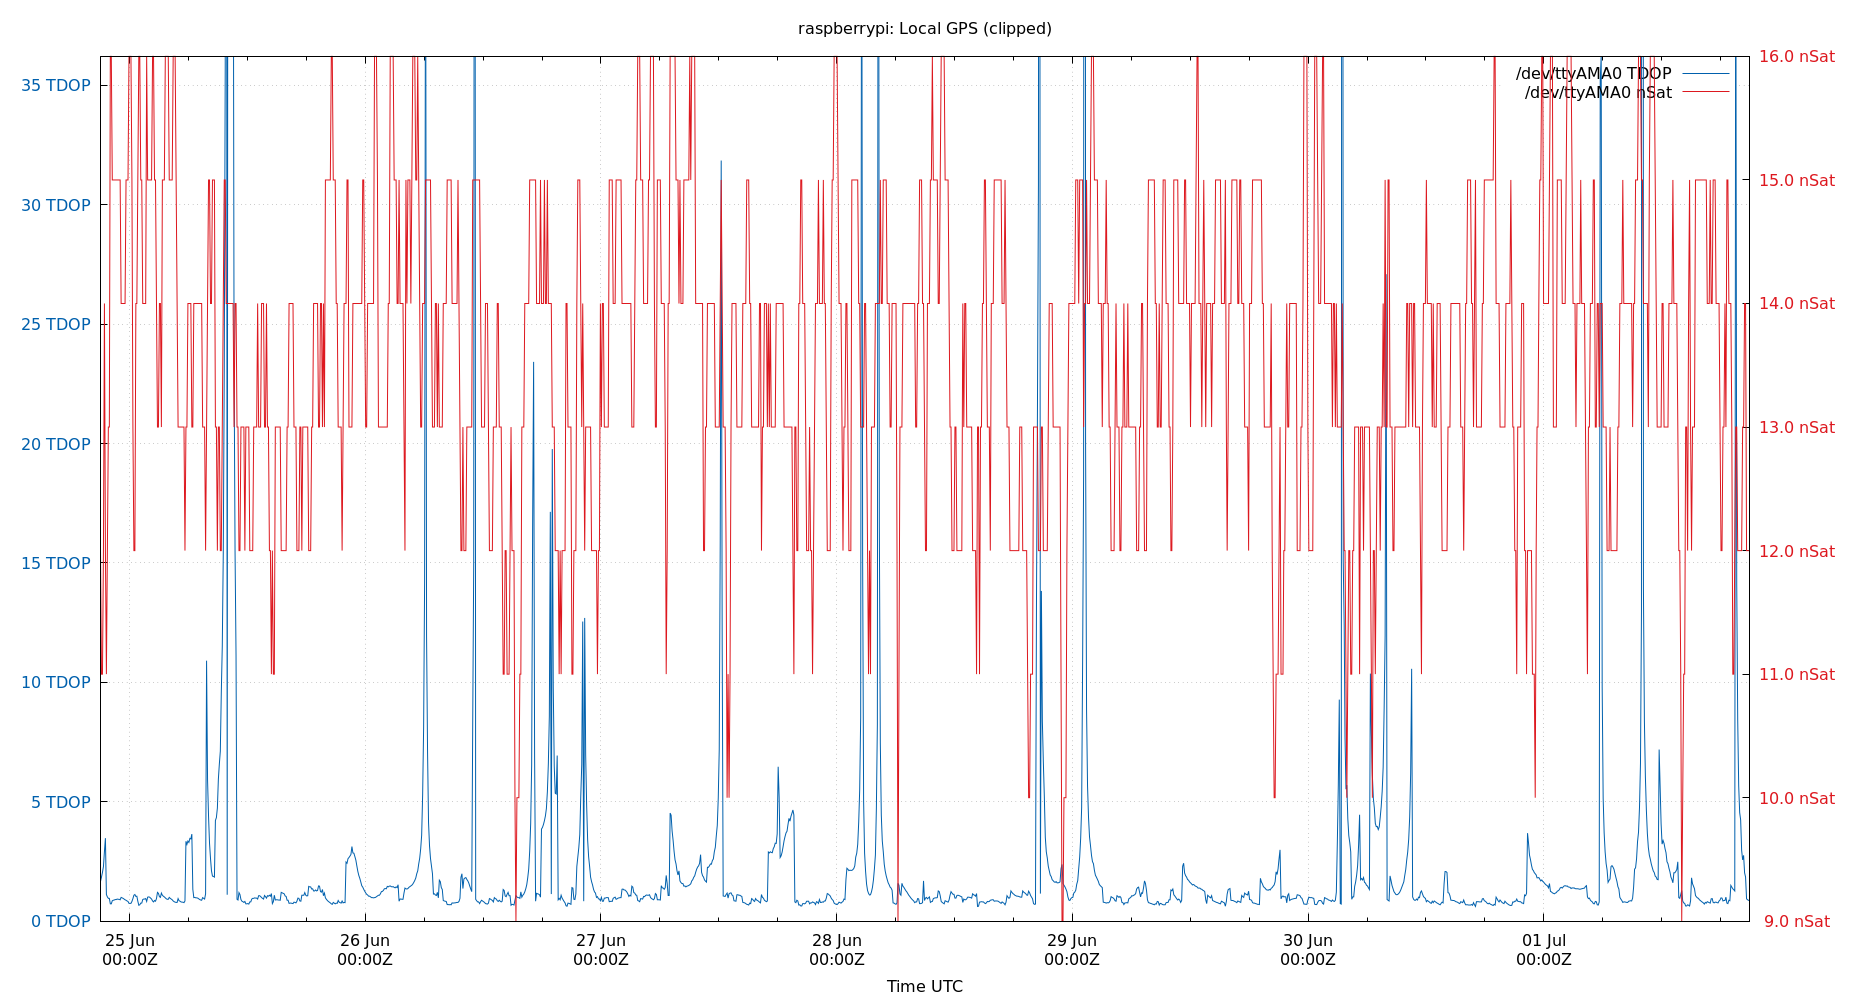 raspberrypi: Local GPS (clipped)
/dev/ttyAMA0 TDOP
/dev/ttyAMA0 nSat
35 TDOP
30 TDOP
25 TDOP
20 TDOP
15 TDOP
10 TDOP
5 TDOP
0 TDOP
16.0 nSat
15.0 nSat
14.0 nSat
13.0 nSat
12.0 nSat
11.0 nSat
10.0 nSat
9.0 nSat
25 Jun
00:00Z
26 Jun
00:00Z
27 Jun
00:00Z
28 Jun
00:00Z
29 Jun
00:00Z
30 Jun
00:00Z
01 Jul
00:00Z
Time UTC